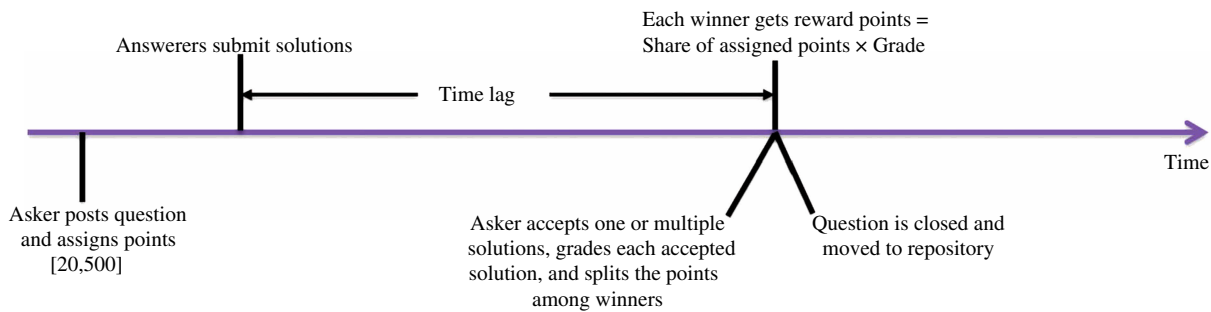 Each winner gets reward points =
Share of assigned points × Grade
Answerers submit solutions
Time lag
Time
Asker posts question
and assigns points
[20,500]
Asker accepts one or multiple
solutions, grades each accepted
solution, and splits the points
among winners
Question is closed and
moved to repository